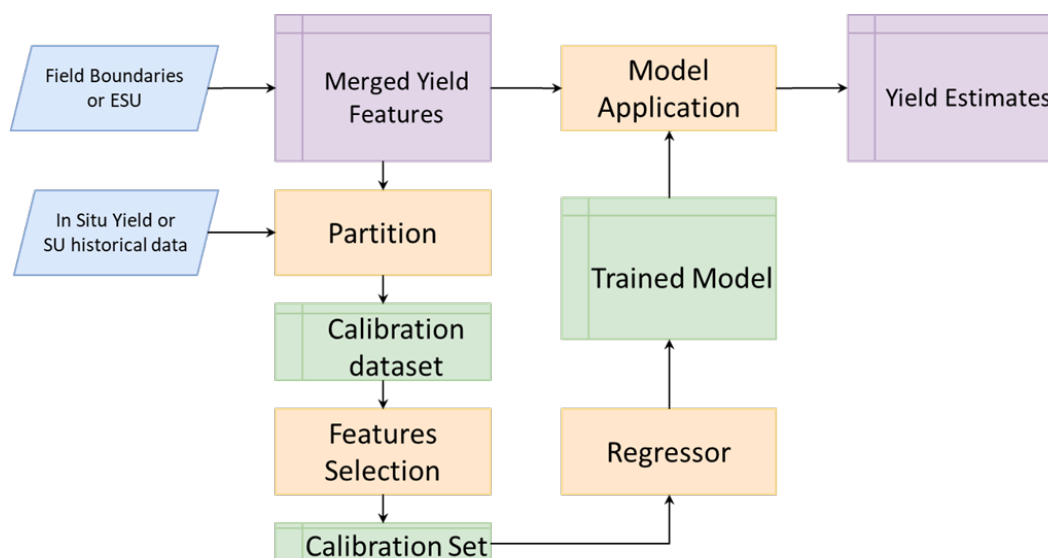 Field Boundaries
or ESU
Merged Yield
Features
Model
Application
Yield Estimates
In Situ Yield or
SU historical data
Partition
Trained Model
Calibration
dataset
Features
Selection
Regressor
Calibration Set